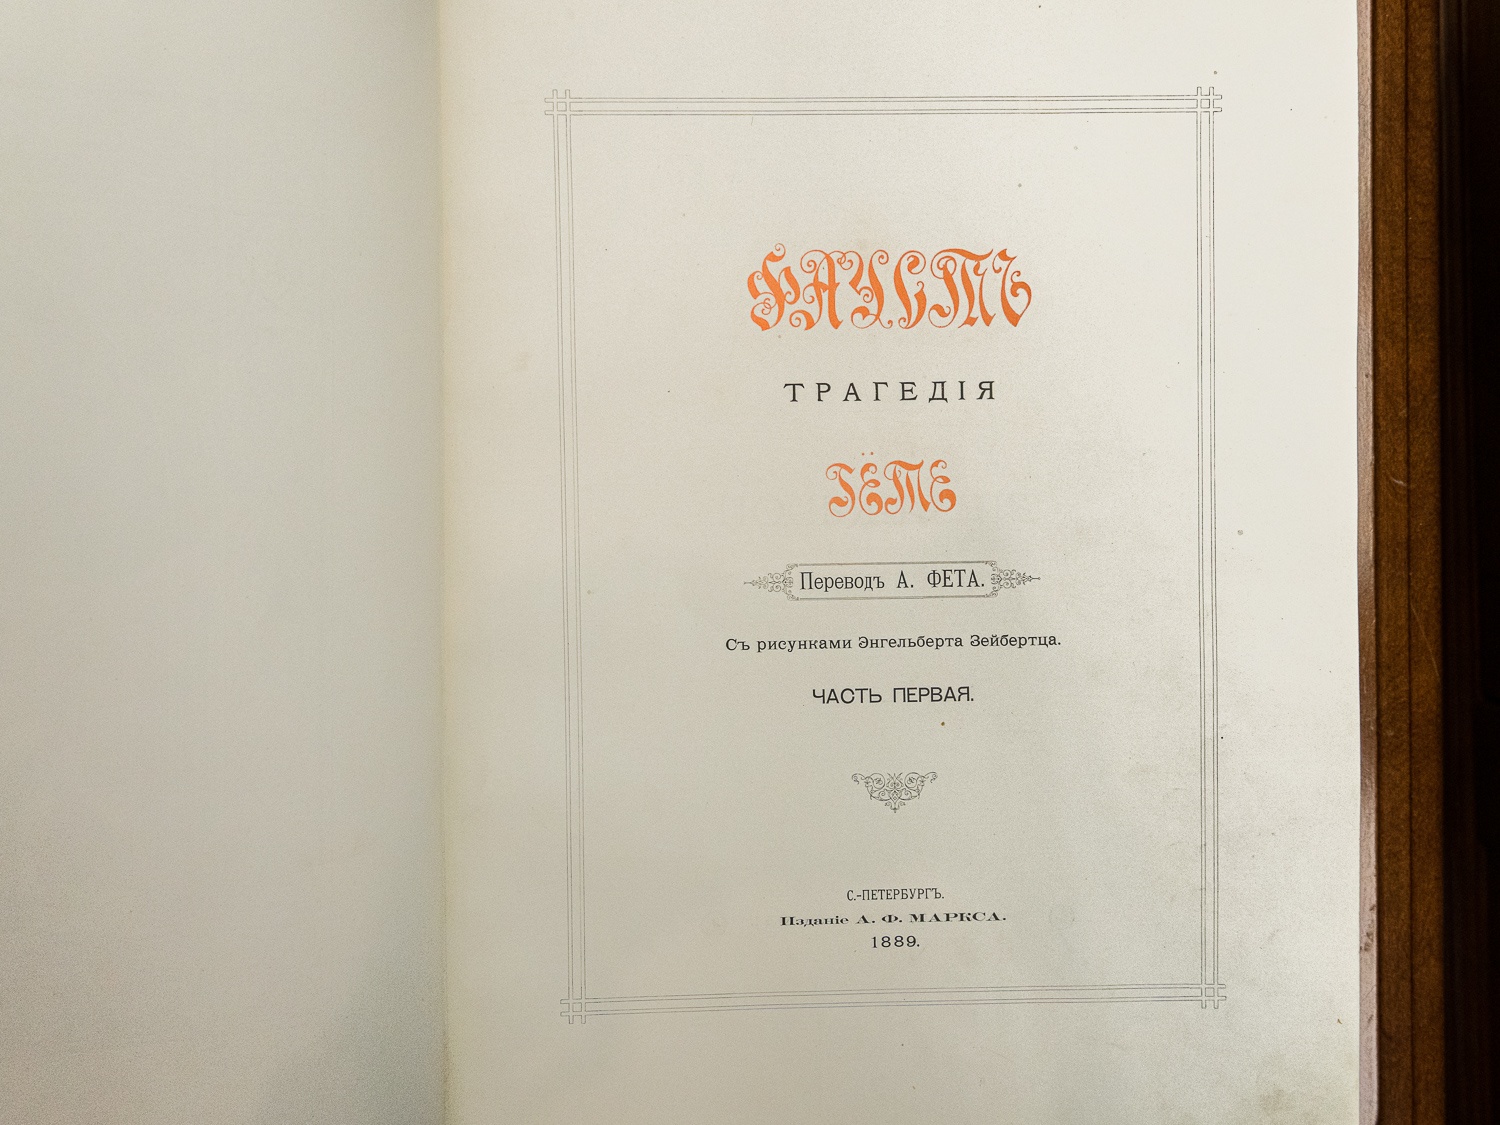 ФАУСТЪ
ТРАГЕДІЯ
ГЁТЕ
Переводъ А. ФЕТА.
Съ рисунками Энгельберта Зейбертца.
ЧАСТЬ ПЕРВАЯ.
С.-ПЕТЕРБУРГЪ.
Изданіе А. Ф. МАРКСА.
1889.